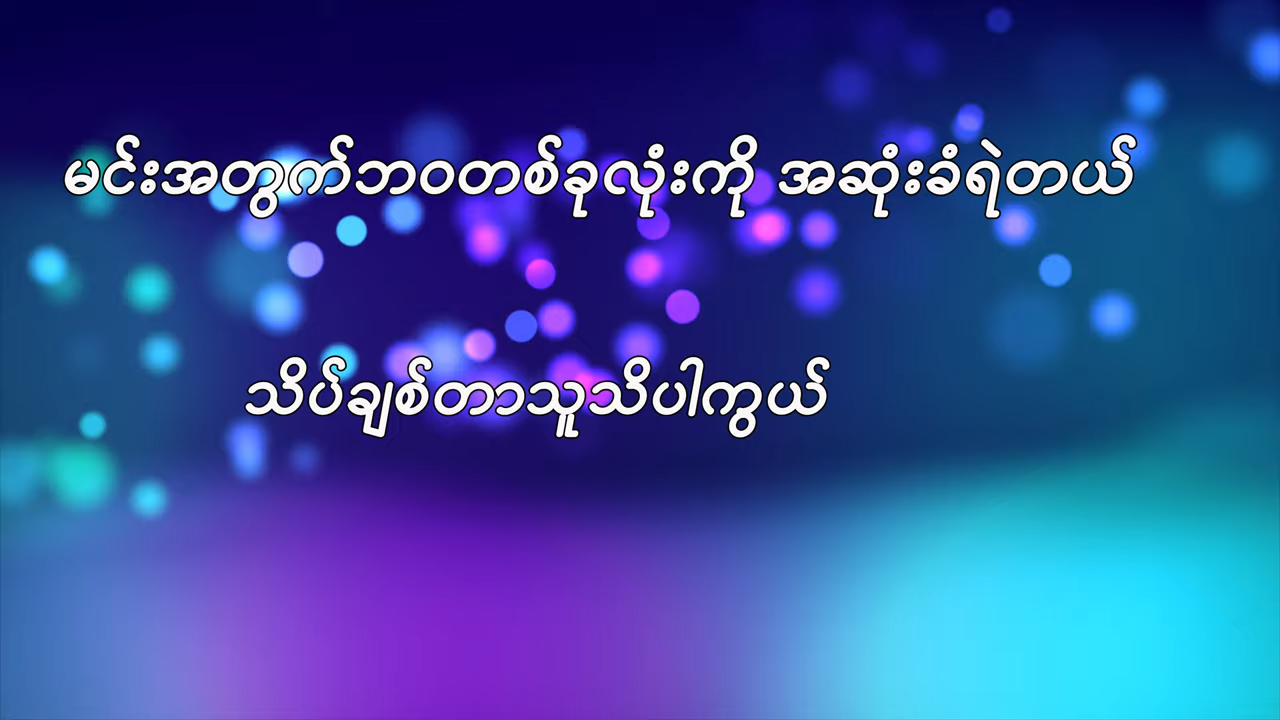 မင်းအတွက်ဘဝတစ်ခုလုံးကို အဆုံးခံရဲတယ်
သိပ်ချစ်တာသူသိပါကွယ်